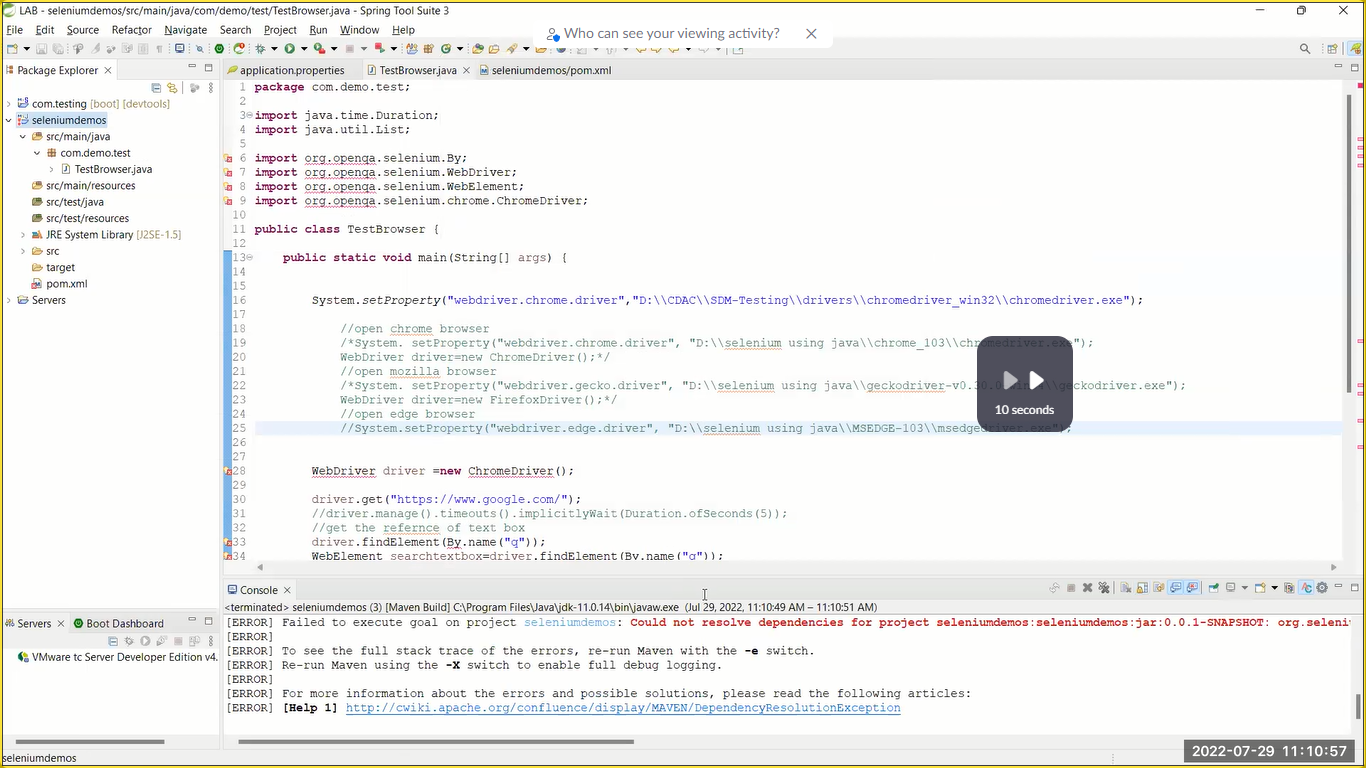 LAB - seleniumdemos/src/main/java/com/demo/test/TestBrowser.java - Spring Tool Suite 3
File Edit Source Refactor Navigate Search Project Run Window Help
Who can see your viewing activity?
Package Explorer
application.properties TestBrowser.java seleniumdemos/pom.xml
com.testing [boot] [devtools]
seleniumdemos
src/main/java
com.demo.test
TestBrowser.java
src/main/resources
src/test/java
src/test/resources
JRE System Library [J2SE-1.5]
src
target
pom.xml
Servers
1 package com.demo.test;
2
3 import java.time.Duration;
4 import java.util.List;
5
6 import org.openqa.selenium.By;
7 import org.openqa.selenium.WebDriver;
8 import org.openqa.selenium.WebElement;
9 import org.openqa.selenium.chrome.ChromeDriver;
10
11 public class TestBrowser {
12
13 public static void main(String[] args) {
14
15
16 System.setProperty("webdriver.chrome.driver","D:\\CDAC\\SDM-Testing\\drivers\\chromedriver_win32\\chromedriver.exe");
17
18 //open chrome browser
19 /*System. setProperty("webdriver.chrome.driver", "D:\\selenium using java\\chrome_103\\chromedriver.exe");
20 WebDriver driver=new ChromeDriver();*/
21 //open mozilla browser
22 /*System. setProperty("webdriver.gecko.driver", "D:\\selenium using java\\geckodriver-v0.30.0 \\geckodriver.exe");
23 WebDriver driver=new FirefoxDriver();*/
24 //open edge browser
25 //System.setProperty("webdriver.edge.driver", "D:\\selenium using java\\MSEDGE-103\\msedgedriver.exe");
26
27
28 WebDriver driver =new ChromeDriver();
29
30 driver.get("https://www.google.com/");
31 //driver.manage().timeouts().implicitlyWait(Duration.ofSeconds(5));
32 //get the refernce of text box
33 driver.findElement(By.name("q"));
34 WebElement searchtextbox=driver.findElement(By.name("q"));
10 seconds
Servers Boot Dashboard
VMware tc Server Developer Edition v4.
Console
<terminated> seleniumdemos (3) [Maven Build] C:\Program Files\Java\jdk-11.0.14\bin\javaw.exe (Jul 29, 2022, 11:10:49 AM – 11:10:51 AM)
[ERROR] Failed to execute goal on project seleniumdemos: Could not resolve dependencies for project seleniumdemos:seleniumdemos:jar:0.0.1-SNAPSHOT: org.seleni
[ERROR]
[ERROR] To see the full stack trace of the errors, re-run Maven with the -e switch.
[ERROR] Re-run Maven using the -X switch to enable full debug logging.
[ERROR]
[ERROR] For more information about the errors and possible solutions, please read the following articles:
[ERROR] [Help 1] http://cwiki.apache.org/confluence/display/MAVEN/DependencyResolutionException
seleniumdemos
2022-07-29 11:10:57